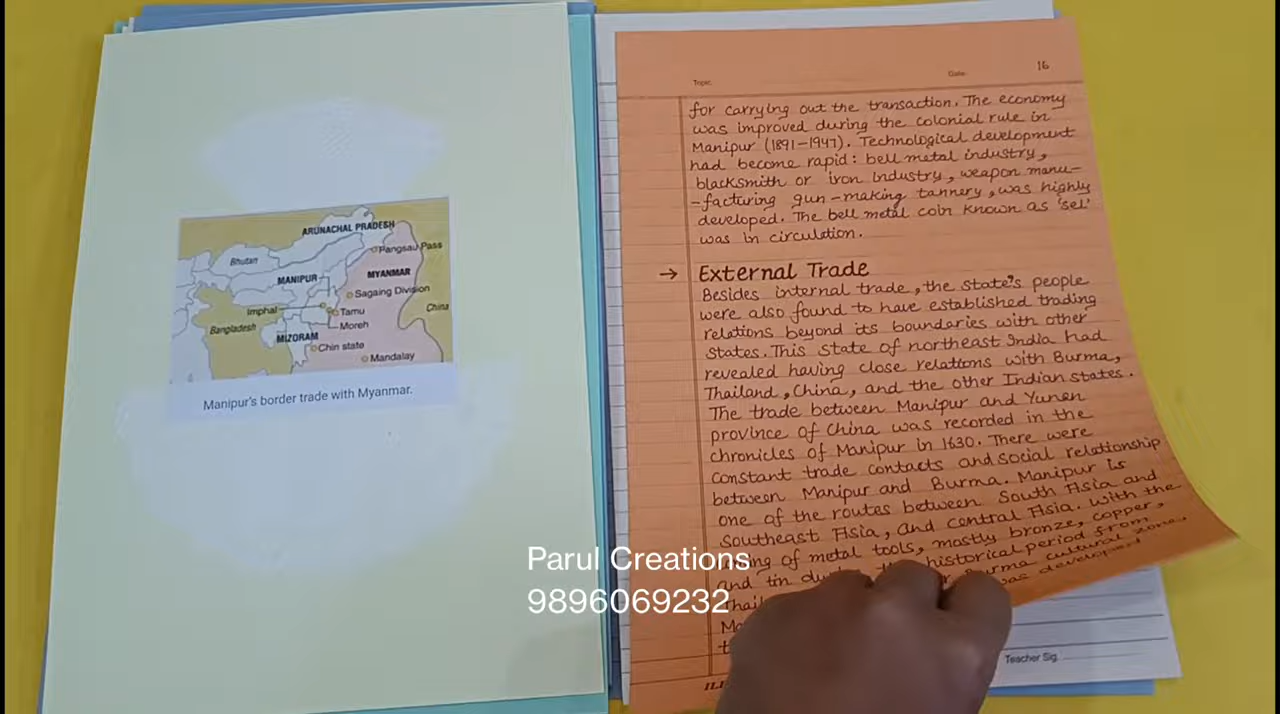 ARUNACHAL PRADESH
Pangsau Pass
Bhutan
MANIPUR
MYANMAR
Sagaing Division
Imphal
Tamu
China
Bangladesh
Moreh
MIZORAM
Chin state
Mandalay
Manipur's border trade with Myanmar.
Topic:
Date:
16
for carrying out the transaction. The economy
was improved during the colonial rule in
Manipur (1891-1947). Technological development
had become rapid: bell metal industry,
blacksmith or iron industry, weapon manu-
-facturing gun-making tannery, was highly
developed. The bell metal coin known as 'sel'
was in circulation.
→ External Trade
Besides internal trade, the state's people
were also found to have established trading
relations beyond its boundaries with other
states. This state of northeast India had
revealed having close relations with Burma,
Thailand, China, and the other Indian states.
The trade between Manipur and Yunen
province of China was recorded in the
chronicles of Manipur in 1630. There were
constant trade contacts and social relationship
between Manipur and Burma. Manipur is
one of the routes between South Asia and
Southeast Asia, and central Asia. With the
of metal tools, mostly bronze, copper,
and tin historical period from
Burma cultural zone,
was
Teacher Sig.
Parul Creations
9896069232